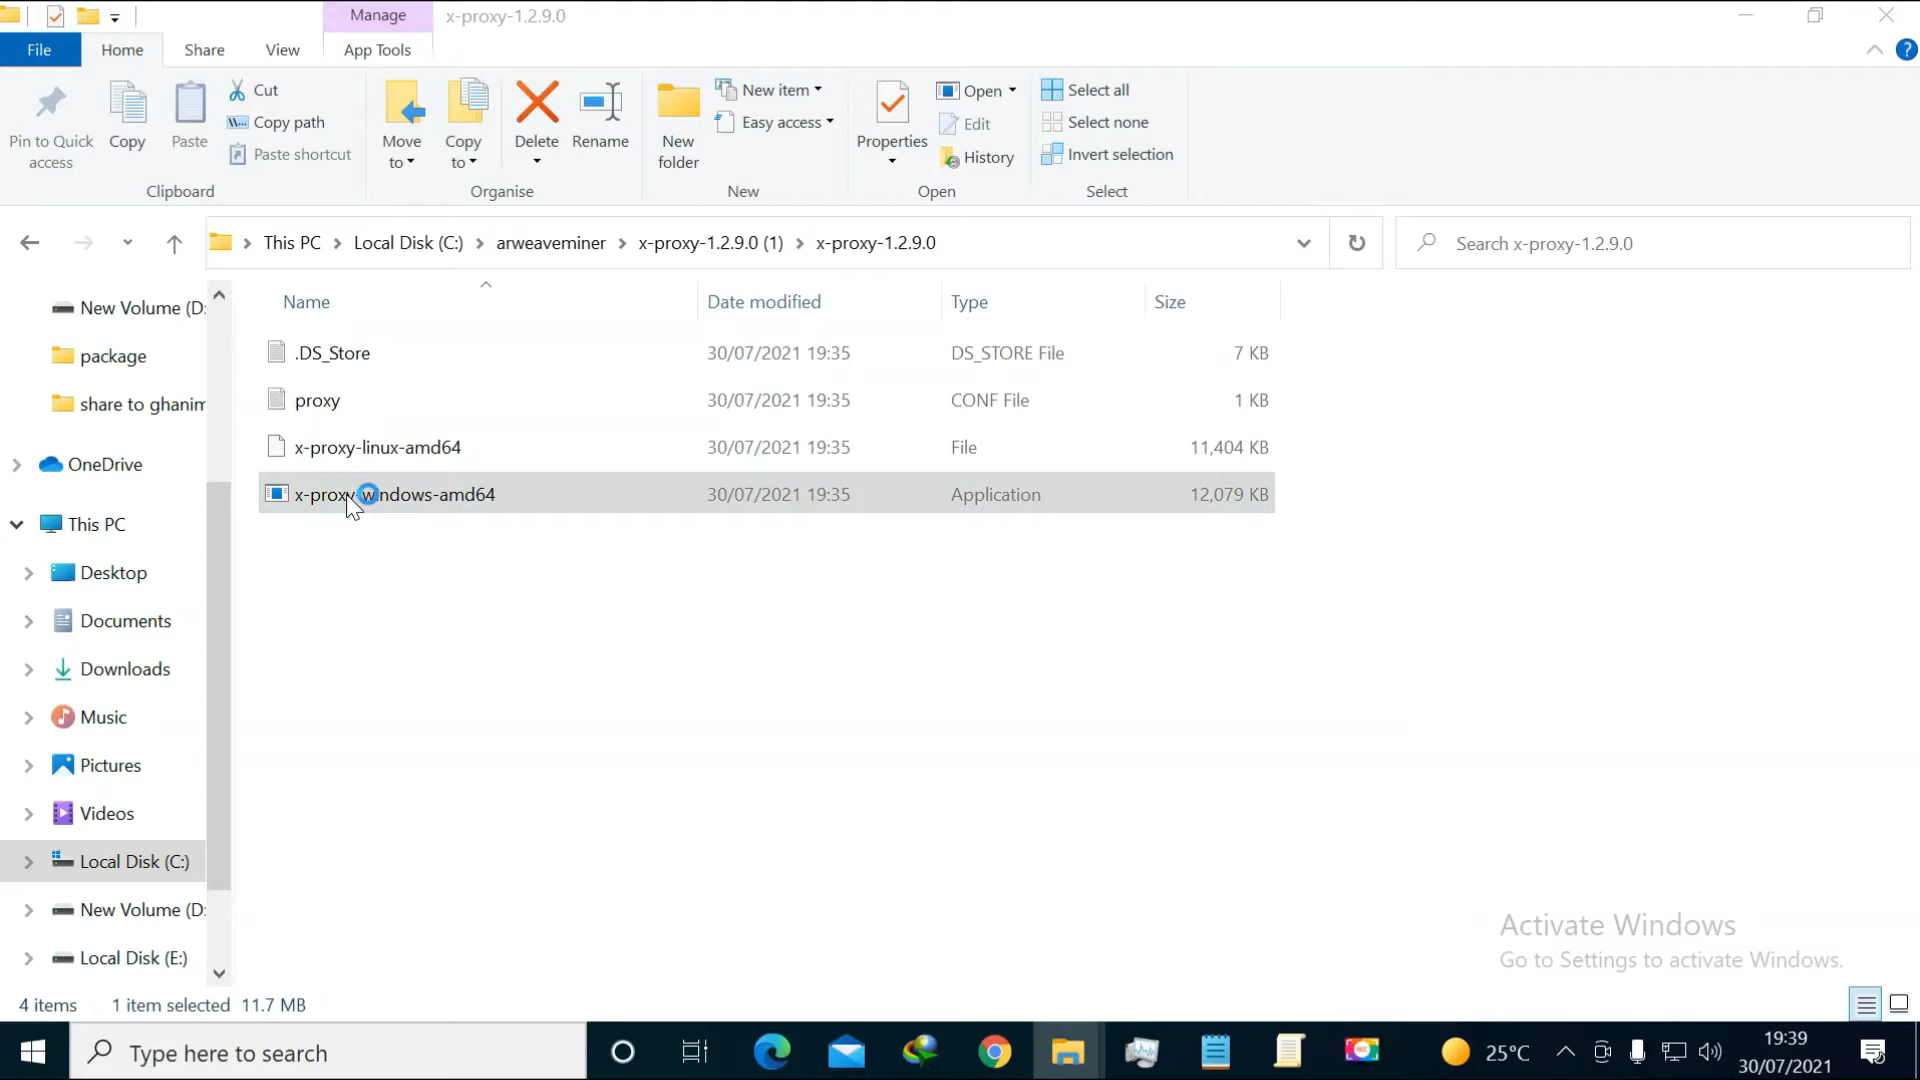 Manage
x-proxy-1.2.9.0
File
Home
Share
View
App Tools
?
Pin to Quick access
Copy
Paste
Cut
Copy path
Paste shortcut
Clipboard
Move to
Copy to
Delete
Rename
Organise
New folder
New item
Easy access
New
Properties
Open
Edit
History
Open
Select all
Select none
Invert selection
Select
This PC > Local Disk (C:) > arweaveminer > x-proxy-1.2.9.0 (1) > x-proxy-1.2.9.0
Search x-proxy-1.2.9.0
Name
Date modified
Type
Size
.DS_Store 30/07/2021 19:35 DS_STORE File 7 KB
proxy 30/07/2021 19:35 CONF File 1 KB
x-proxy-linux-amd64 30/07/2021 19:35 File 11,404 KB
x-proxy-windows-amd64 30/07/2021 19:35 Application 12,079 KB
New Volume (D:
package
share to ghanim
OneDrive
This PC
Desktop
Documents
Downloads
Music
Pictures
Videos
Local Disk (C:)
New Volume (D:
Local Disk (E:)
Activate Windows
Go to Settings to activate Windows.
4 items 1 item selected 11.7 MB
Type here to search
25°C
19:39
30/07/2021